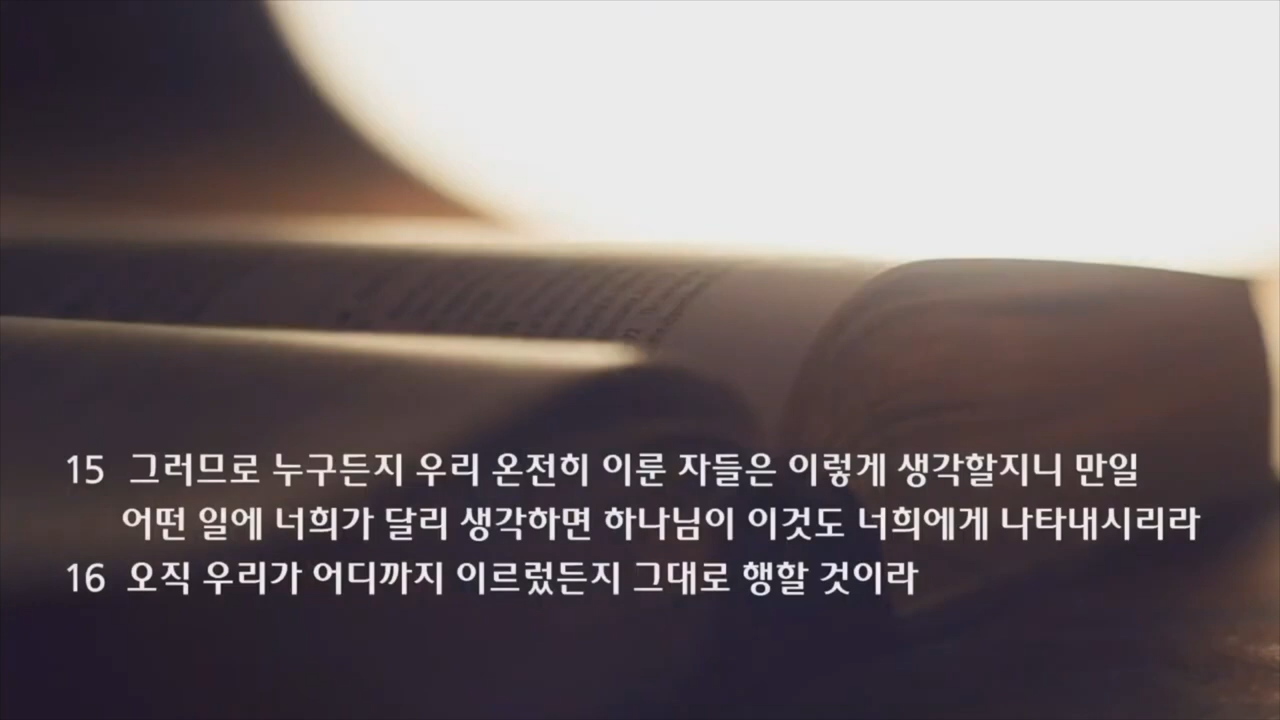 15 그러므로 누구든지 우리 온전히 이룬 자들은 이렇게 생각할지니 만일
어떤 일에 너희가 달리 생각하면 하나님이 이것도 너희에게 나타내시리라
16 오직 우리가 어디까지 이르렀든지 그대로 행할 것이라